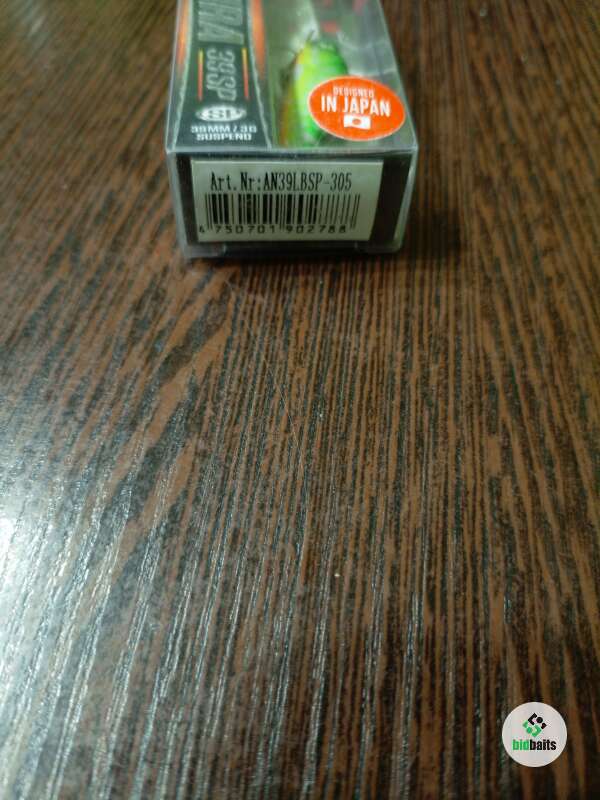 39SP
SP
39MM / 3G
SUSPEND
DESIGNED
IN JAPAN
Art.Nr:AN39LBSP-305
4 750701 902788
bidbaits